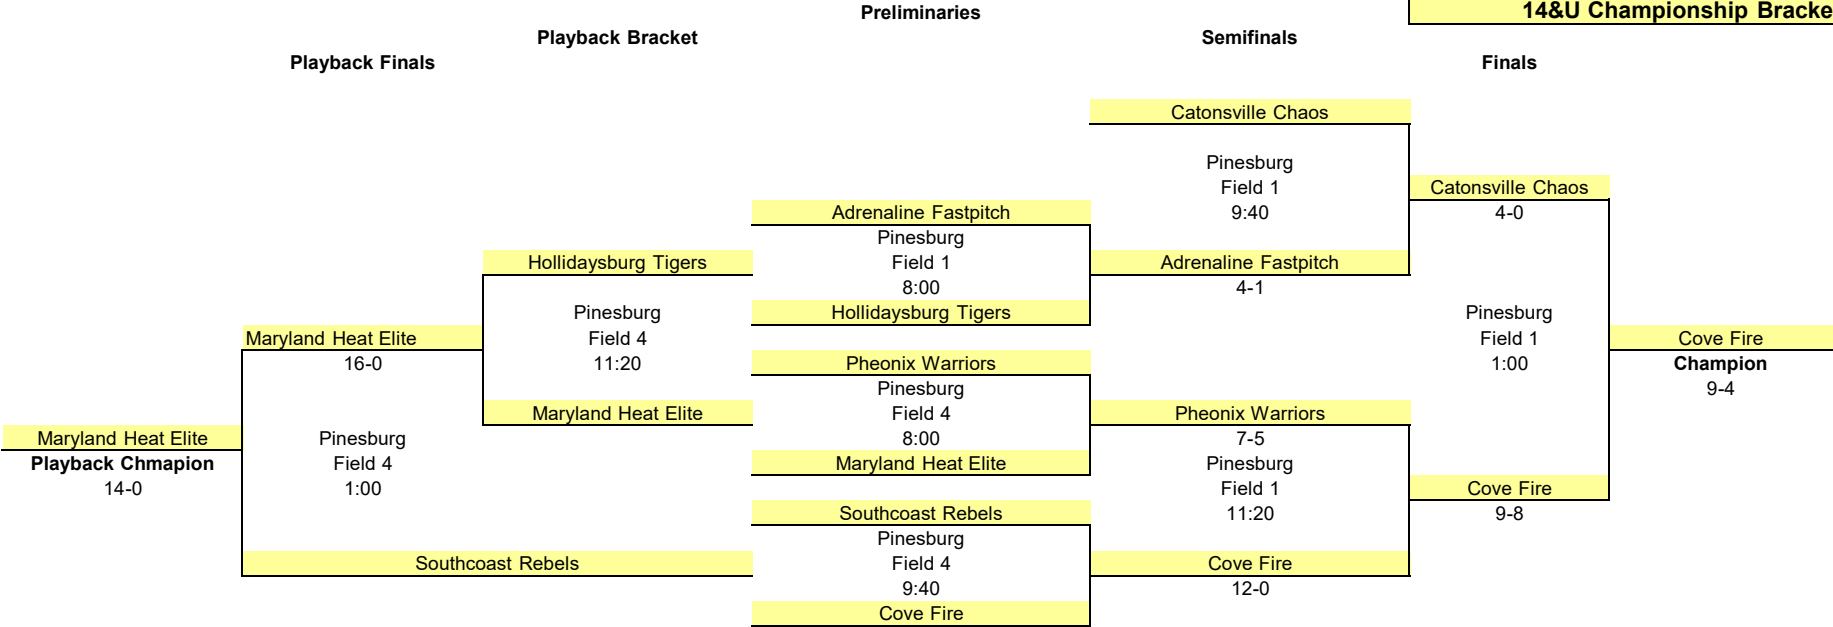 Preliminaries
14&U Championship Bracke
Playback Bracket
Semifinals
Playback Finals
Finals
Catonsville Chaos
Pinesburg
Field 1
Catonsville Chaos
Adrenaline Fastpitch
9:40
4-0
Pinesburg
Hollidaysburg Tigers
Field 1
Adrenaline Fastpitch
8:00
4-1
Pinesburg
Hollidaysburg Tigers
Pinesburg
Maryland Heat Elite
Field 4
Field 1
Cove Fire
16-0
11:20
Pheonix Warriors
1:00
Champion
Pinesburg
9-4
Maryland Heat Elite
Field 4
Pheonix Warriors
Maryland Heat Elite
Pinesburg
8:00
7-5
Playback Chmapion
Field 4
Maryland Heat Elite
Pinesburg
14-0
1:00
Field 1
Cove Fire
Southcoast Rebels
11:20
9-8
Pinesburg
Southcoast Rebels
Field 4
Cove Fire
9:40
12-0
Cove Fire